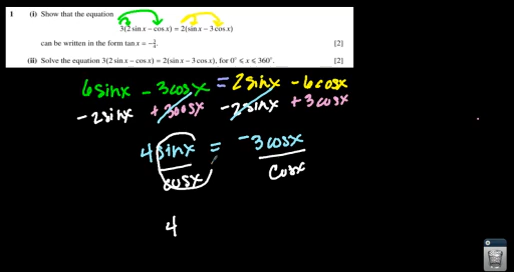 1 (i) Show that the equation
3(2 sin x − cos x) = 2(sin x − 3 cos x)
can be written in the form tan x = −3/4. [2]
(ii) Solve the equation 3(2 sin x − cos x) = 2(sin x − 3 cos x), for 0° ⩽ x ⩽ 360°. [2]
6sinx − 3cosx = 2sinx − 6cosx
−2sinx + 3cosx −2sinx + 3cosx
4sinx = −3cosx
cosx cosx
4